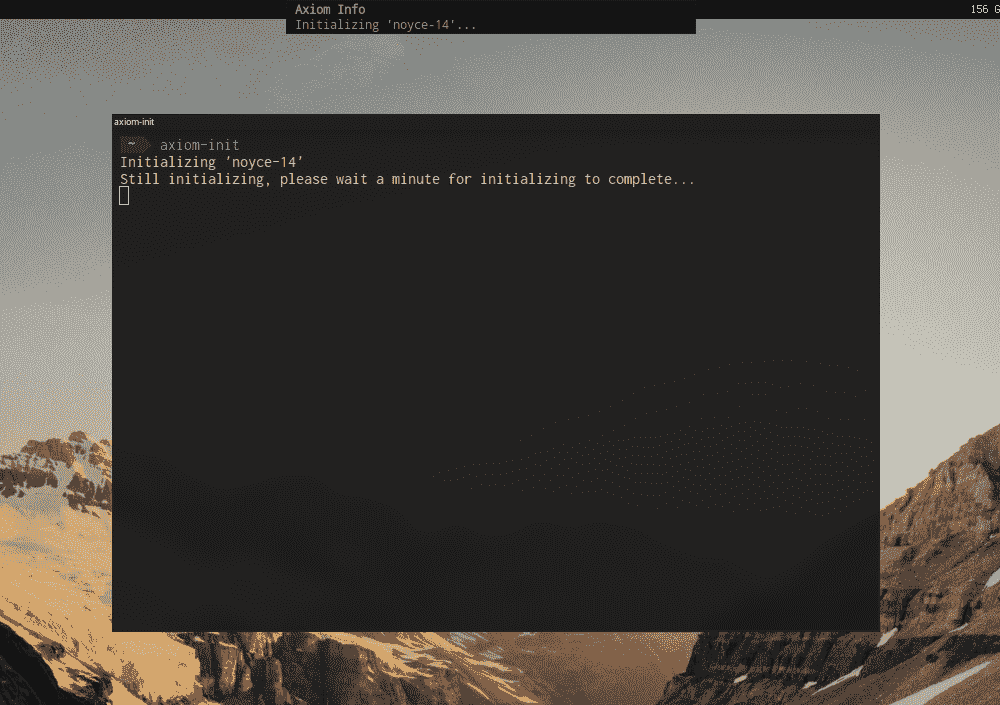 Axiom Info
156 G
Initializing 'noyce-14'...
axiom-init
~ axiom-init
Initializing 'noyce-14'
Still initializing, please wait a minute for initializing to complete...